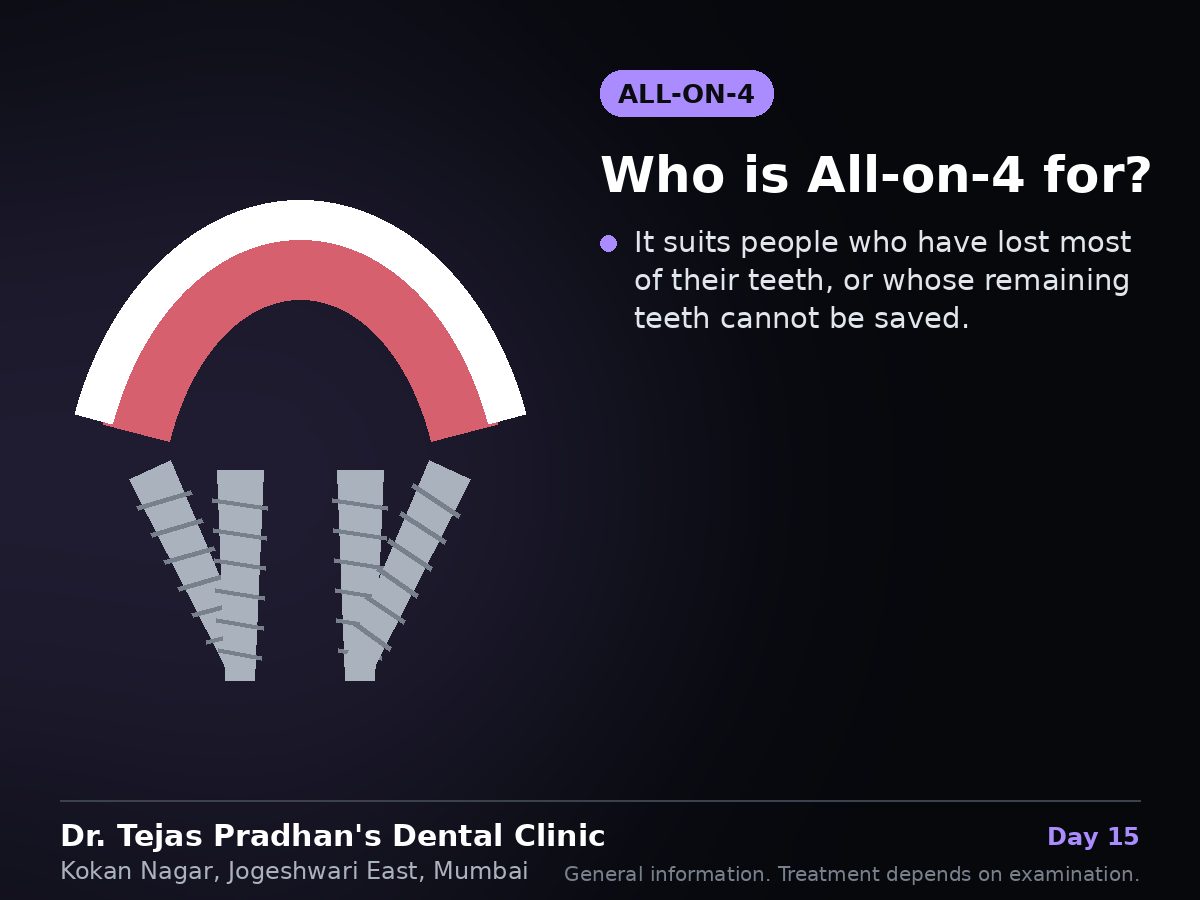 ALL-ON-4
Who is All-on-4 for?
It suits people who have lost most
of their teeth, or whose remaining
teeth cannot be saved.
Dr. Tejas Pradhan's Dental Clinic
Day 15
Kokan Nagar, Jogeshwari East, Mumbai
General information. Treatment depends on examination.